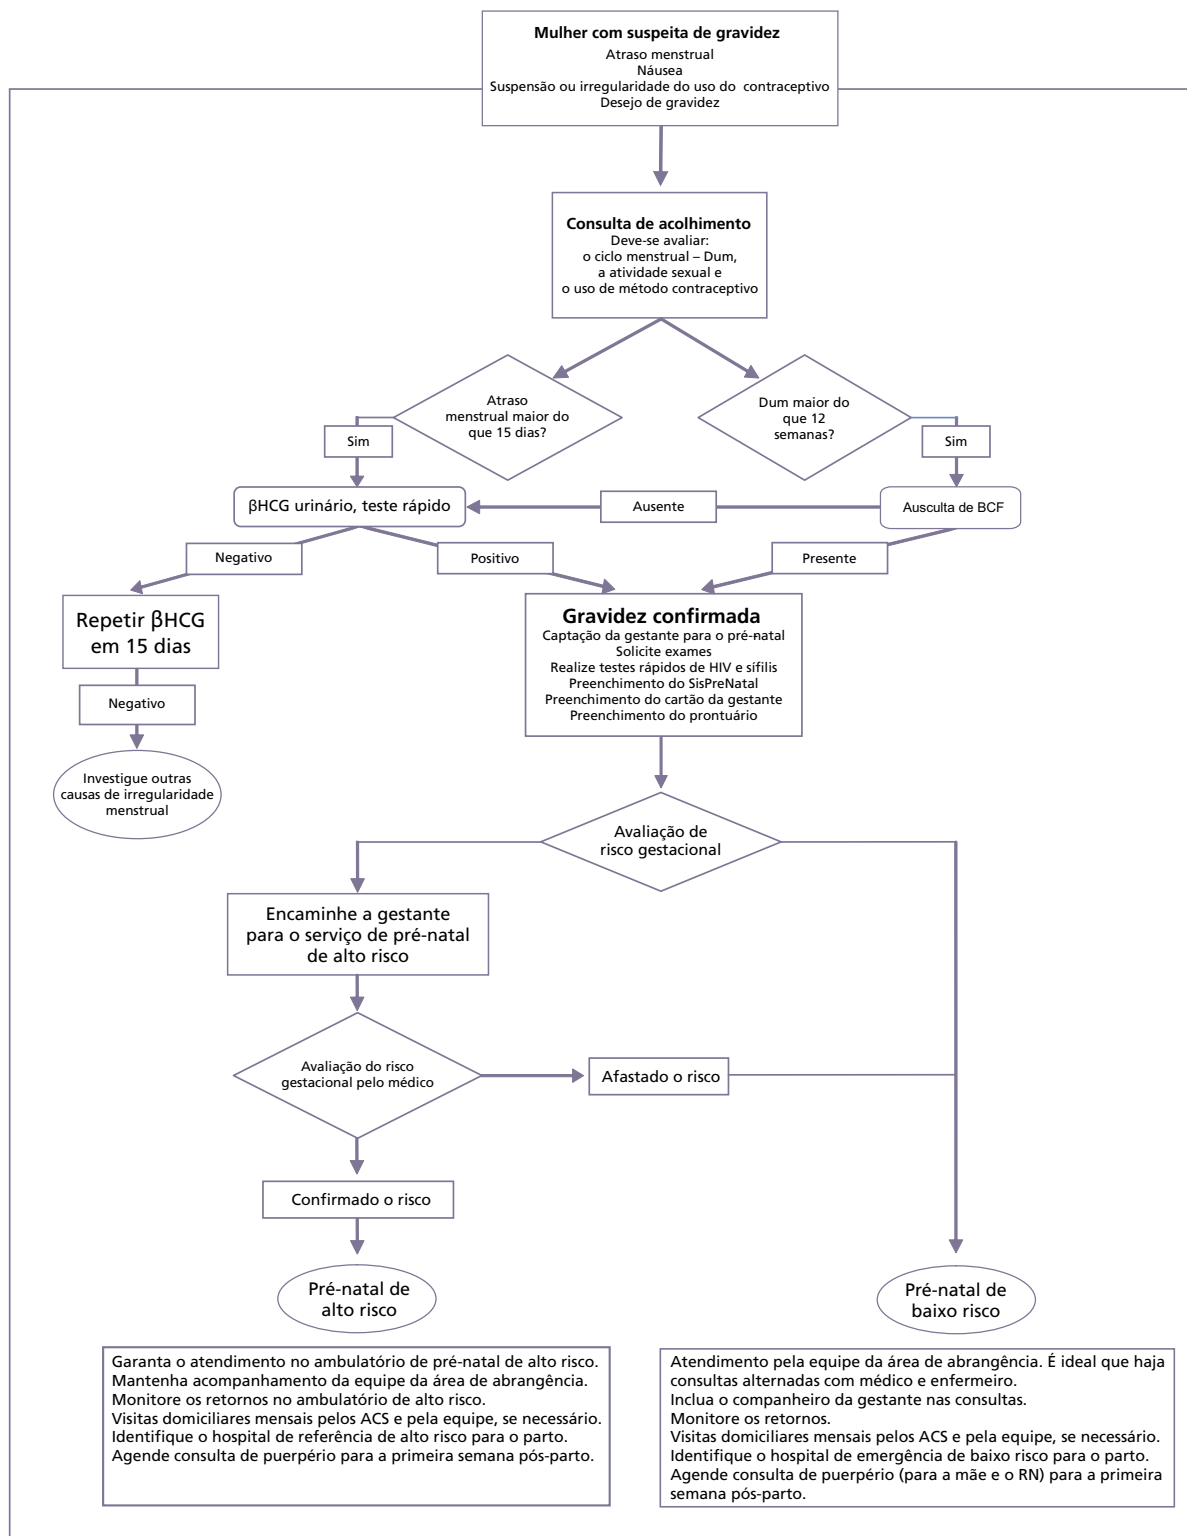 Mulher com suspeita de gravidez
Atraso menstrual
Náusea
Suspensão ou irregularidade do uso do contraceptivo
Desejo de gravidez
Consulta de acolhimento
Deve-se avaliar:
o ciclo menstrual – Dum,
a atividade sexual e
o uso de método contraceptivo
Atraso
menstrual maior do
que 15 dias?
Dum maior do
que 12
semanas?
Sim
Sim
βHCG urinário, teste rápido
Ausente
Ausculta de BCF
Negativo
Positivo
Presente
Repetir βHCG
em 15 dias
Gravidez confirmada
Captação da gestante para o pré-natal
Solicite exames
Realize testes rápidos de HIV e sífilis
Preenchimento do SisPreNatal
Preenchimento do cartão da gestante
Preenchimento do prontuário
Negativo
Investigue outras
causas de irregularidade
menstrual
Avaliação de
risco gestacional
Encaminhe a gestante
para o serviço de pré-natal
de alto risco
Avaliação do risco
gestacional pelo médico
Afastado o risco
Confirmado o risco
Pré-natal de
alto risco
Pré-natal de
baixo risco
Garanta o atendimento no ambulatório de pré-natal de alto risco.
Mantenha acompanhamento da equipe da área de abrangência.
Monitore os retornos no ambulatório de alto risco.
Visitas domiciliares mensais pelos ACS e pela equipe, se necessário.
Identifique o hospital de referência de alto risco para o parto.
Agende consulta de puerpério para a primeira semana pós-parto.
Atendimento pela equipe da área de abrangência. É ideal que haja
consultas alternadas com médico e enfermeiro.
Inclua o companheiro da gestante nas consultas.
Monitore os retornos.
Visitas domiciliares mensais pelos ACS e pela equipe, se necessário.
Identifique o hospital de emergência de baixo risco para o parto.
Agende consulta de puerpério (para a mãe e o RN) para a primeira
semana pós-parto.